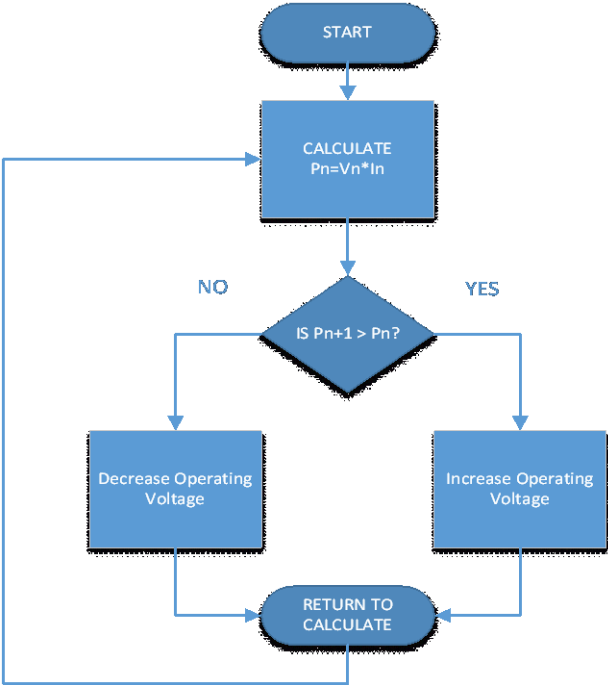 START
CALCULATE
Pn=Vn*In
NO
YES
IS Pn+1 > Pn?
Decrease Operating
Voltage
Increase Operating
Voltage
RETURN TO
CALCULATE